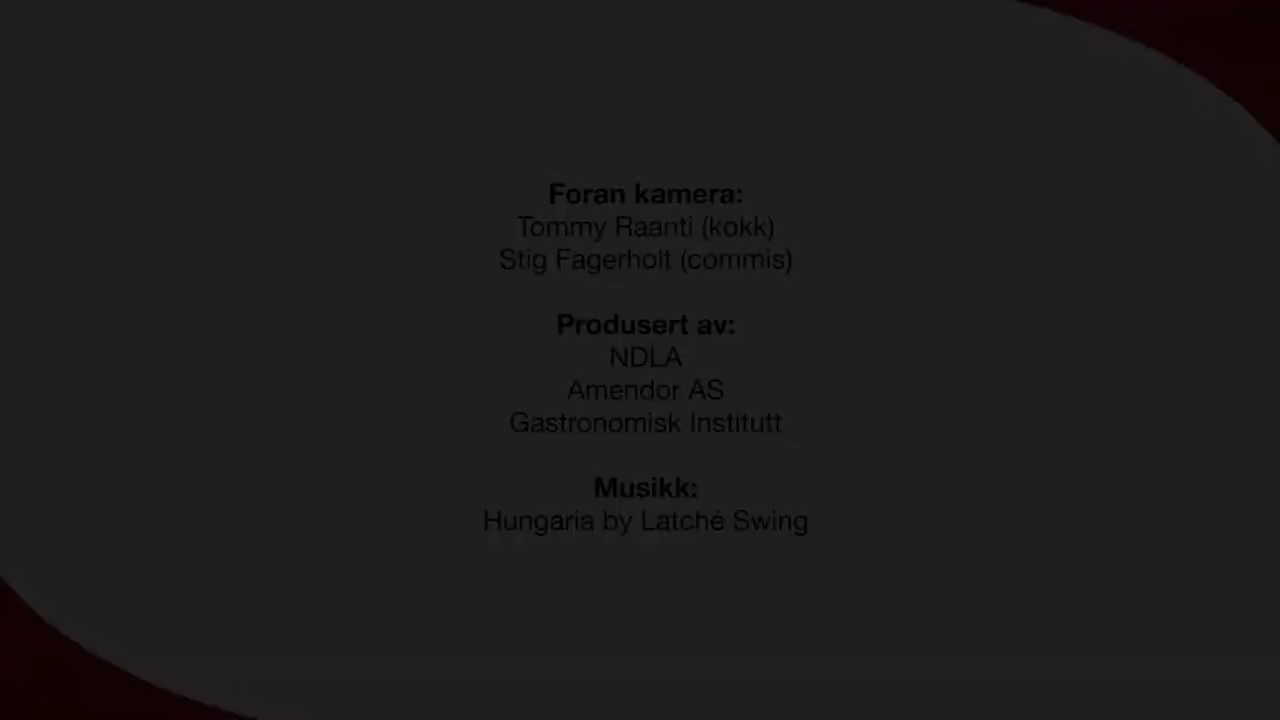 Foran kamera:
Tommy Raanti (kokk)
Stig Fagerholt (commis)
Produsert av:
NDLA
Amendor AS
Gastronomisk Institutt
Musikk:
Hungaria by Latché Swing